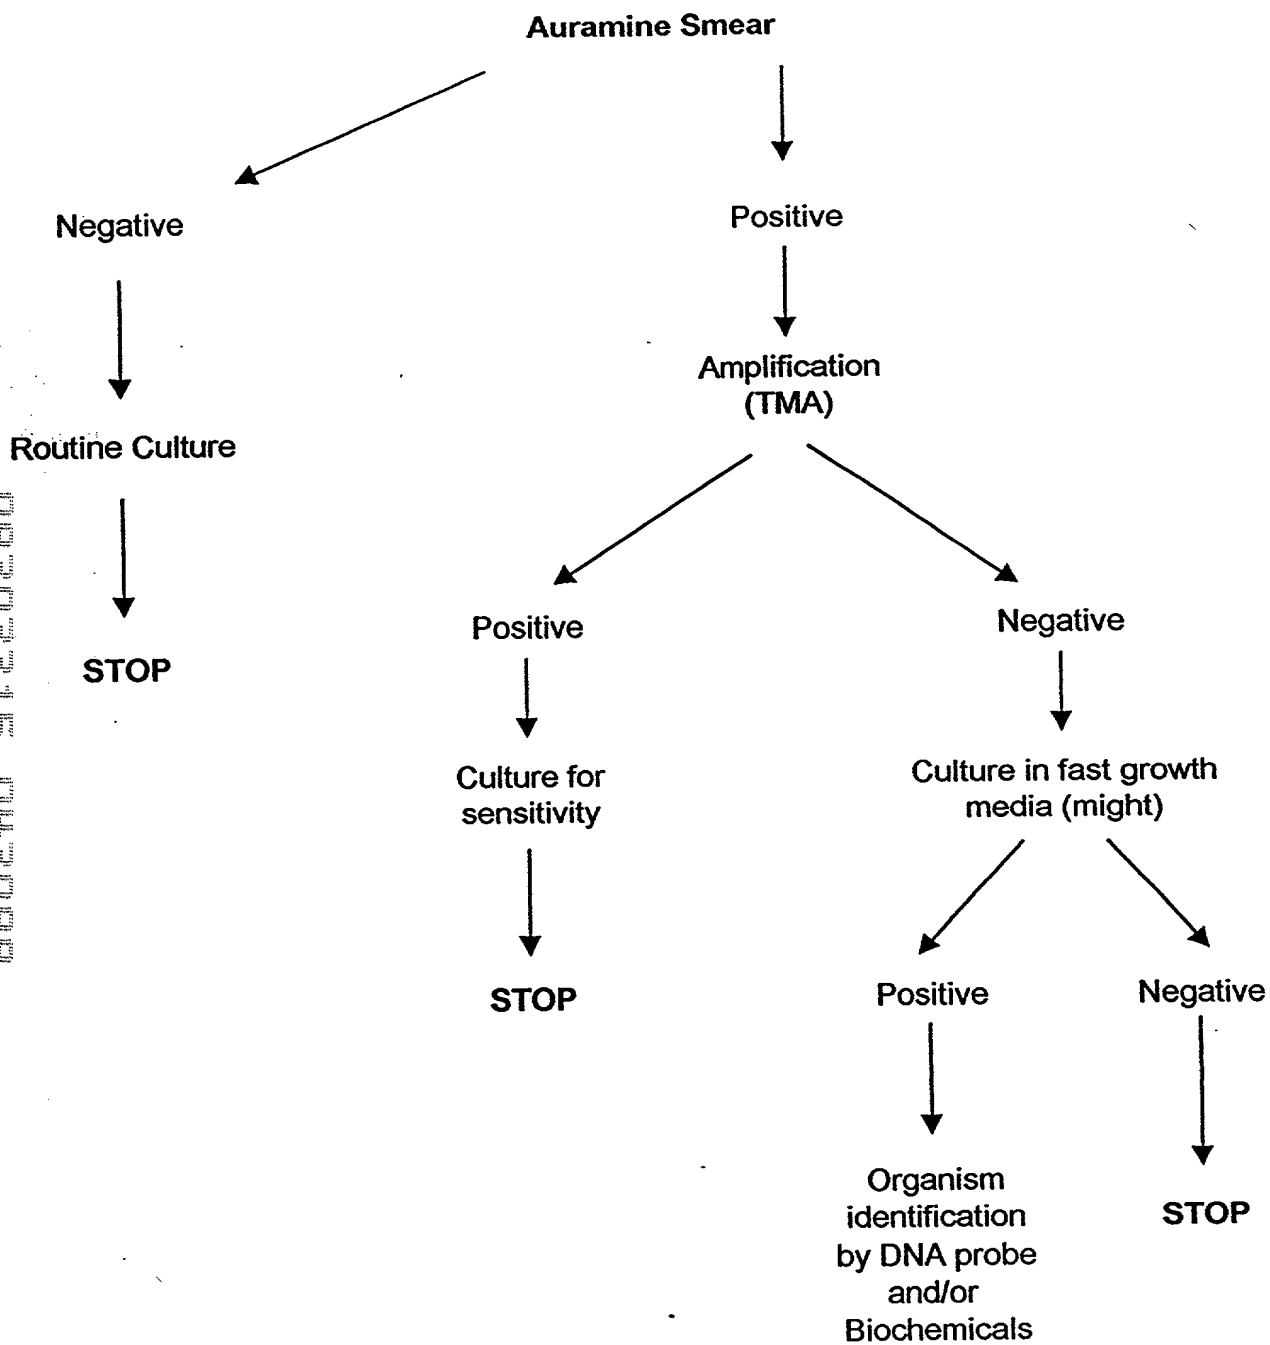 Auramine Smear
Negative
Positive
Amplification
(TMA)
Routine Culture
STOP
Positive
Negative
Culture for
sensitivity
Culture in fast growth
media (might)
STOP
Positive
Negative
Organism
identification
by DNA probe
and/or
Biochemicals
STOP